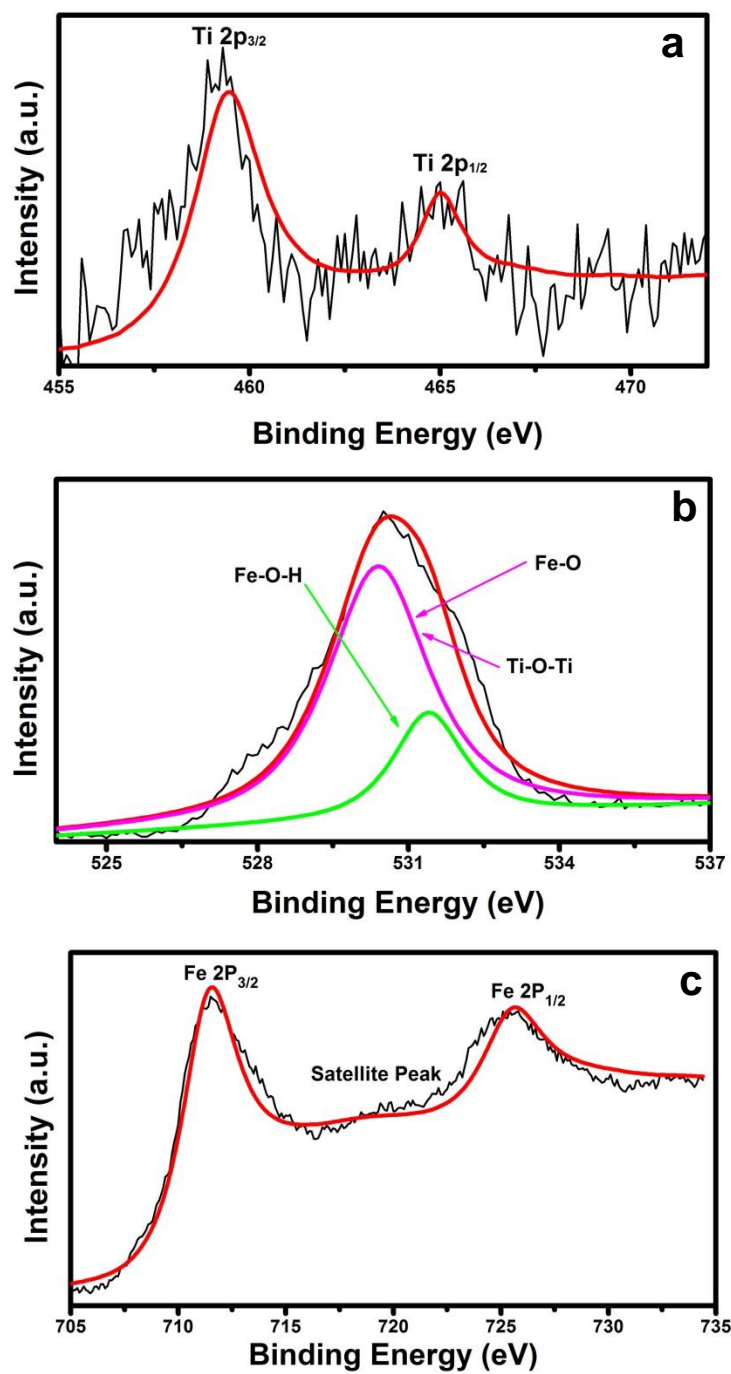 a
Ti 2p3/2
Ti 2p1/2
Intensity (a.u.)
455 460 465 470
Binding Energy (eV)
b
Fe-O-H
Fe-O
Ti-O-Ti
Intensity (a.u.)
525 528 531 534 537
Binding Energy (eV)
c
Fe 2P3/2
Fe 2P1/2
Satellite Peak
Intensity (a.u.)
705 710 715 720 725 730 735
Binding Energy (eV)